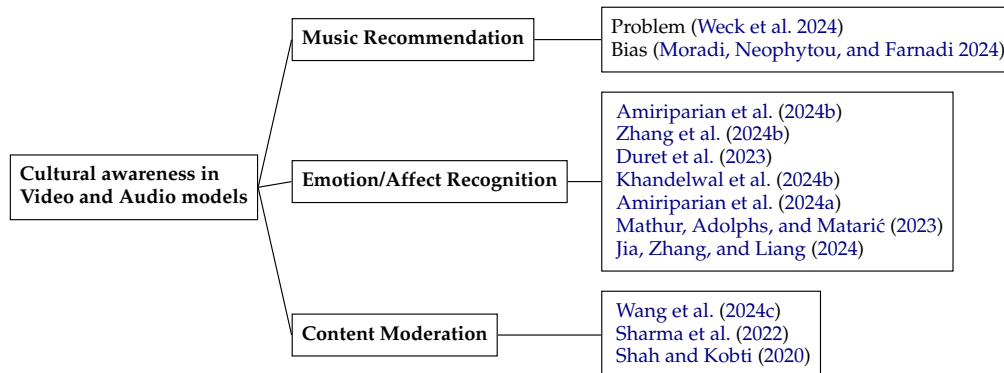 Music Recommendation
Problem (Weck et al. 2024)
Bias (Moradi, Neophytou, and Farnadi 2024)
Cultural awareness in
Video and Audio models
Emotion/Affect Recognition
Amiriparian et al. (2024b)
Zhang et al. (2024b)
Duret et al. (2023)
Khandelwal et al. (2024b)
Amiriparian et al. (2024a)
Mathur, Adolphs, and Matarić (2023)
Jia, Zhang, and Liang (2024)
Content Moderation
Wang et al. (2024c)
Sharma et al. (2022)
Shah and Kobti (2020)